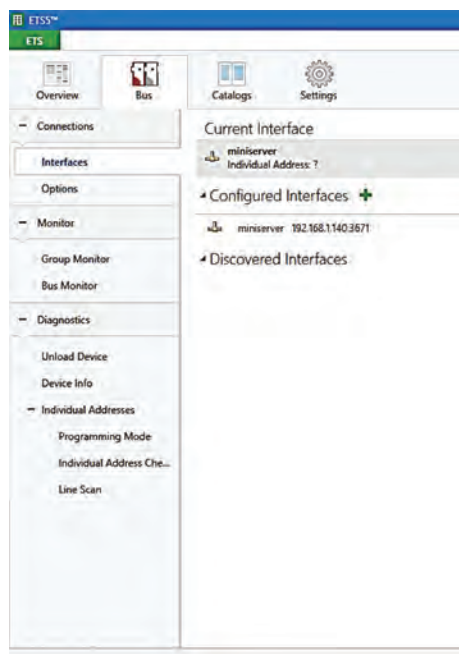 ETS5™
ETS
Overview
Bus
Catalogs
Settings
Connections
Interfaces
Options
Monitor
Group Monitor
Bus Monitor
Diagnostics
Unload Device
Device Info
Individual Addresses
Programming Mode
Individual Address Che...
Line Scan
Current Interface
miniserver
Individual Address: ?
Configured Interfaces
miniserver 192.168.1.140:3671
Discovered Interfaces